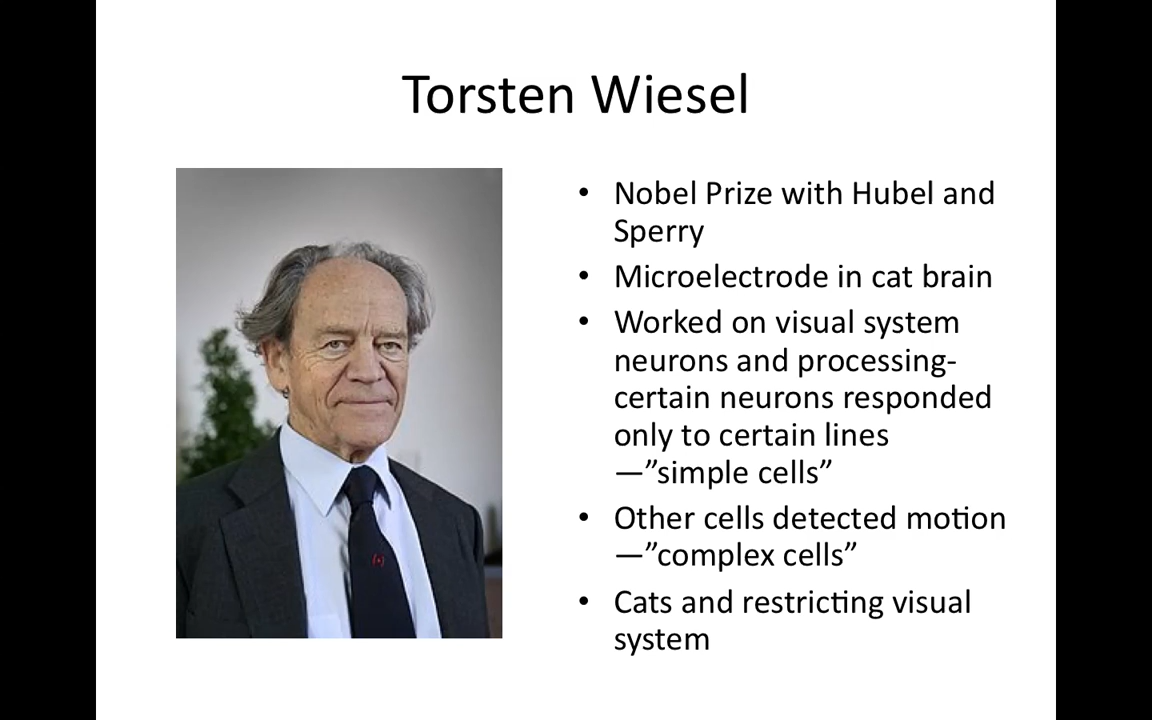 Torsten Wiesel
• Nobel Prize with Hubel and
Sperry
• Microelectrode in cat brain
• Worked on visual system
neurons and processing-
certain neurons responded
only to certain lines
—”simple cells”
• Other cells detected motion
—”complex cells”
• Cats and restricting visual
system